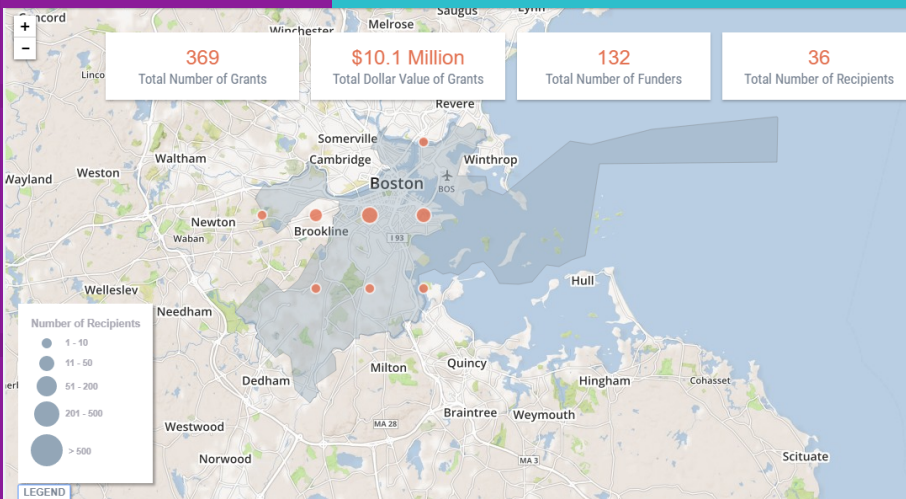 Concord
Saugus
Lynn
Melrose
Winchester
+
−
369
Total Number of Grants
$10.1 Million
Total Dollar Value of Grants
132
Total Number of Funders
36
Total Number of Recipients
Linco
Revere
Somerville
Waltham
Cambridge
Winthrop
Wayland
Weston
Boston
BOS
Newton
Brookline
Waban
I 93
Hull
Wellesley
Needham
Number of Recipients
1 - 10
11 - 50
51 - 200
201 - 500
> 500
LEGEND
Milton
Quincy
Dedham
Hingham
Cohasset
Braintree
Weymouth
Westwood
MA 28
Norwood
MA 3
Scituate